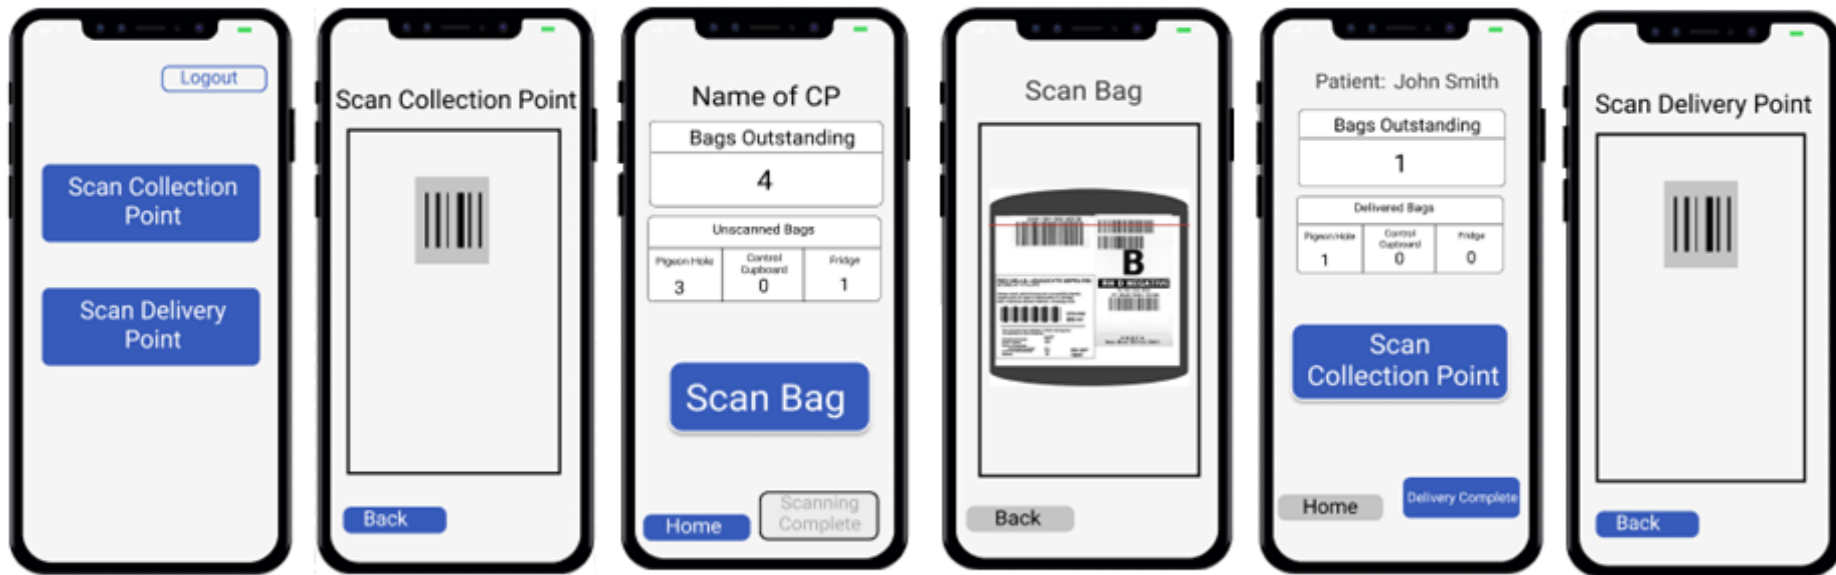 Logout
Scan Collection
Point
Scan Delivery
Point
Scan Collection Point
Back
Name of CP
Bags Outstanding
4
Unscanned Bags
Pigeon Hole
3
Control
Cupboard
0
Fridge
1
Scan Bag
Home
Scanning
Complete
Scan Bag
B
RH D NEGATIVE
Back
Patient: John Smith
Bags Outstanding
1
Delivered Bags
Pigeon Hole
1
Control
Cupboard
0
Fridge
0
Scan
Collection Point
Home
Delivery Complete
Scan Delivery Point
Back